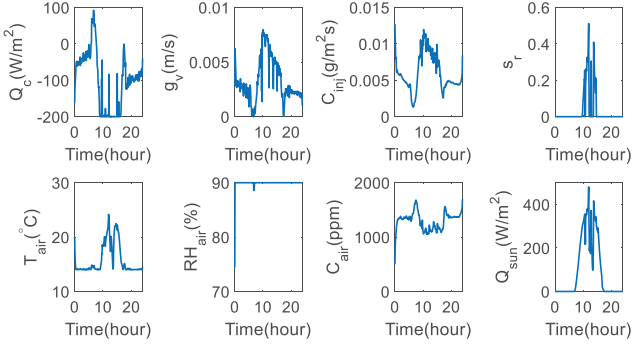 100
0
-100
-200
Q_c(W/m²)
0 10 20
Time(hour)
0.01
0.005
0
g_v(m/s)
0 10 20
Time(hour)
0.015
0.01
0.005
0
C_inj(g/m²s)
0 10 20
Time(hour)
0.6
0.4
0.2
0
s_r
0 10 20
Time(hour)
30
20
10
T_air(°C)
0 10 20
Time(hour)
90
80
70
RH_air(%)
0 10 20
Time(hour)
2000
1000
0
C_air(ppm)
0 10 20
Time(hour)
400
200
0
Q_sun(W/m²)
0 10 20
Time(hour)